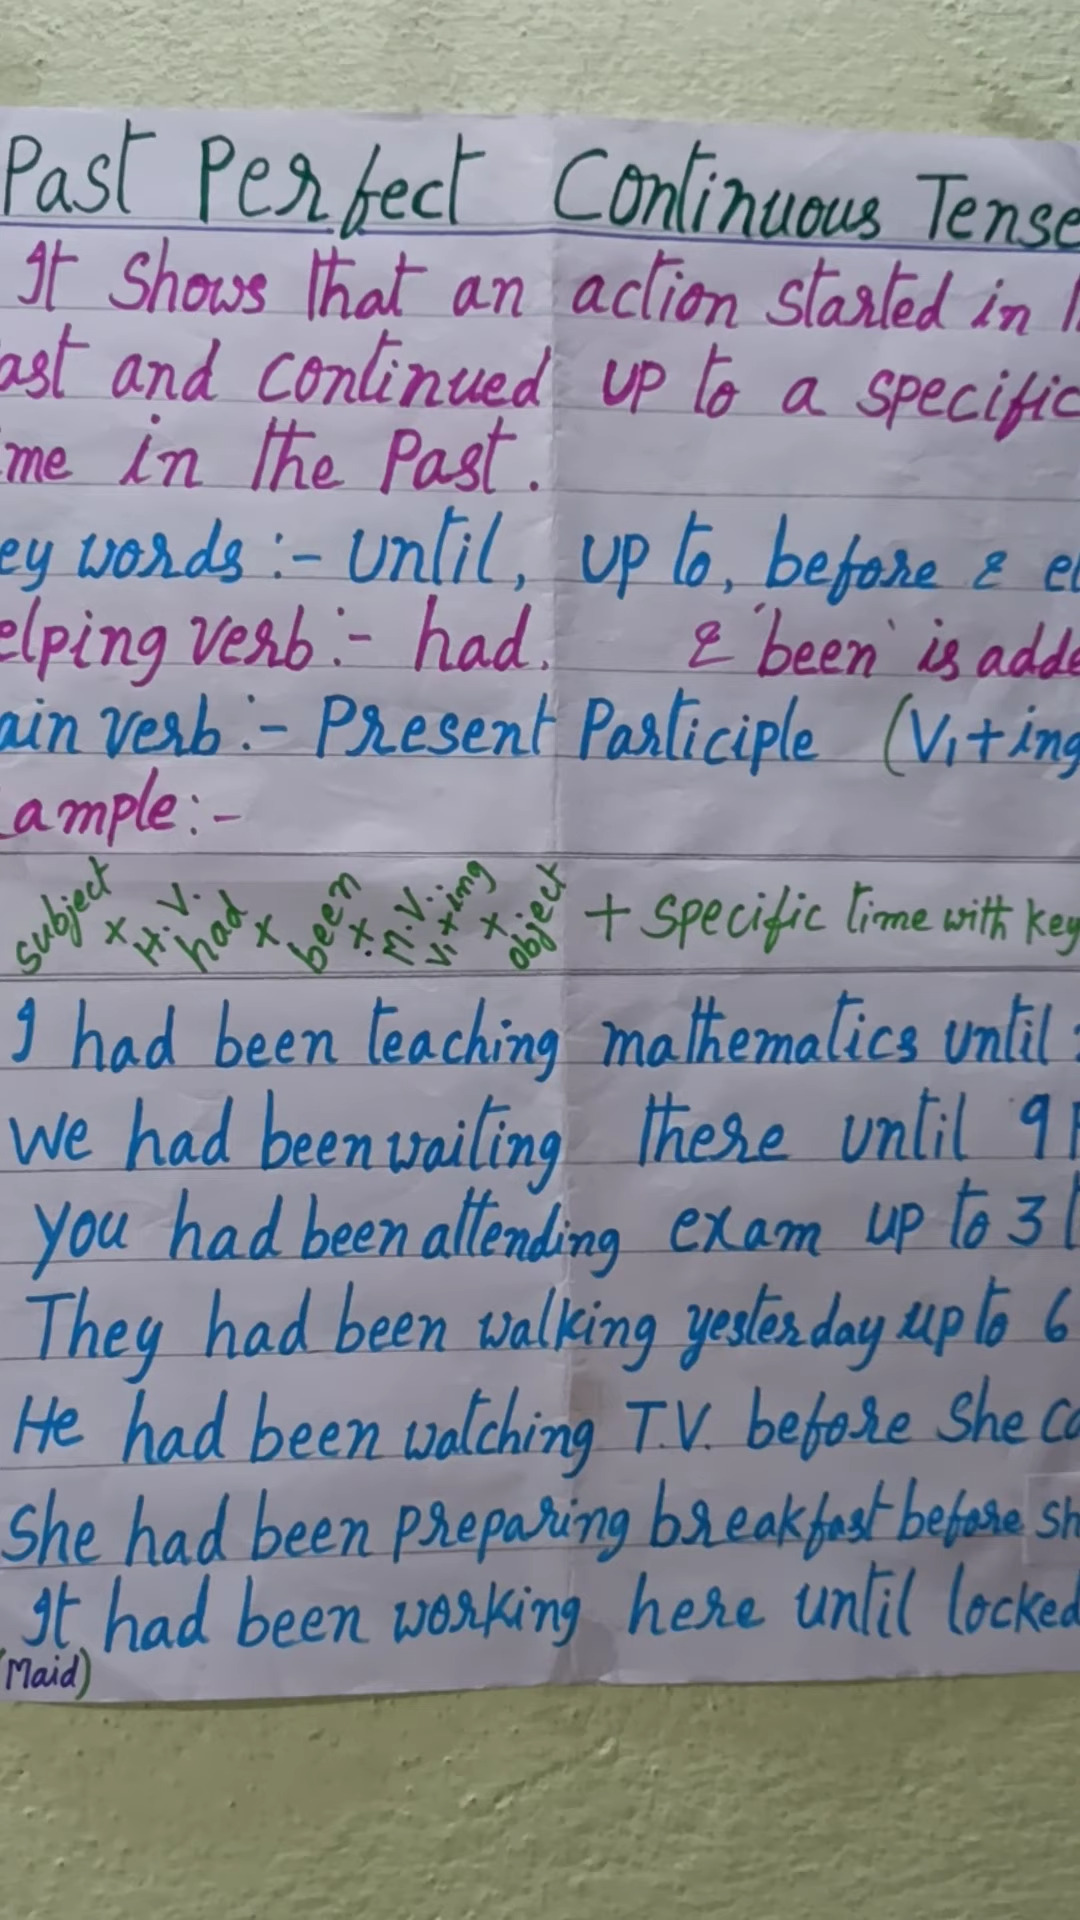 Past Perfect Continuous Tense
It shows that an action started in
ast and continued up to a specific
me in the Past.
ey words :- until, up to, before & 
elping verb :- had. & 'been' is adde
ain verb :- Present Participle (V1+ing
ample :-
subject x H.V. had x been x M.V. V1+ing x object + specific time with key
I had been teaching mathematics until
We had been waiting there until 9
you had been attending exam up to 3
They had been walking yesterday up to 6
He had been watching T.V. before she
She had been preparing breakfast before sh
It had been working here until locked
(Maid)